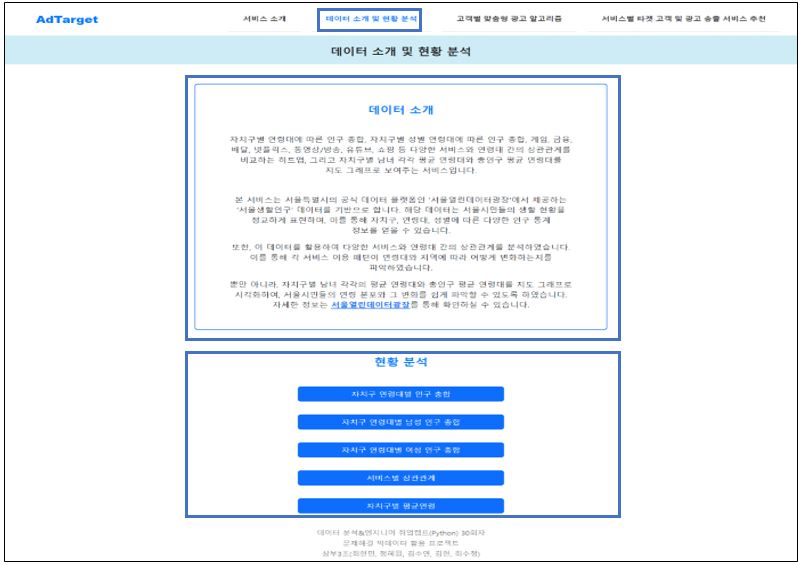 AdTarget
서비스 소개
데이터 소개 및 현황 분석
고객별 맞춤형 광고 알고리즘
서비스별 타겟 고객 및 광고 송출 서비스 추천
데이터 소개 및 현황 분석
데이터 소개
자치구별 연령대에 따른 인구 총합, 자치구별 성별 연령대에 따른 인구 총합, 게임, 금융,
배달, 넷플릭스, 동영상/방송, 유튜브, 쇼핑 등 다양한 서비스와 연령대 간의 상관관계를
비교하는 히트맵, 그리고 자치구별 남녀 각각 평균 연령대와 총인구 평균 연령대를
지도 그래프로 보여주는 서비스입니다.
본 서비스는 서울특별시의 공식 데이터 플랫폼인 '서울열린데이터광장'에서 제공하는
'서울생활인구' 데이터를 기반으로 합니다. 해당 데이터는 서울시민들의 생활 현황을
정교하게 표현하며, 이를 통해 자치구, 연령대, 성별에 따른 다양한 인구 통계
정보를 얻을 수 있습니다.
또한, 이 데이터를 활용하여 다양한 서비스와 연령대 간의 상관관계를 분석하였습니다.
이를 통해 각 서비스 이용 패턴이 연령대와 지역에 따라 어떻게 변화하는지를
파악하였습니다.
뿐만 아니라, 자치구별 남녀 각각의 평균 연령대와 총인구 평균 연령대를 지도 그래프로
시각화하여, 서울시민들의 연령 분포와 그 변화를 쉽게 파악할 수 있도록 하였습니다.
자세한 정보는 서울열린데이터광장를 통해 확인하실 수 있습니다.
현황 분석
자치구 연령대별 인구 총합
자치구 연령대별 남성 인구 총합
자치구 연령대별 여성 인구 총합
서비스별 상관관계
자치구별 평균연령
데이터 분석&엔지니어 취업캠프(Python) 30회차
문제해결 빅데이터 활용 프로젝트